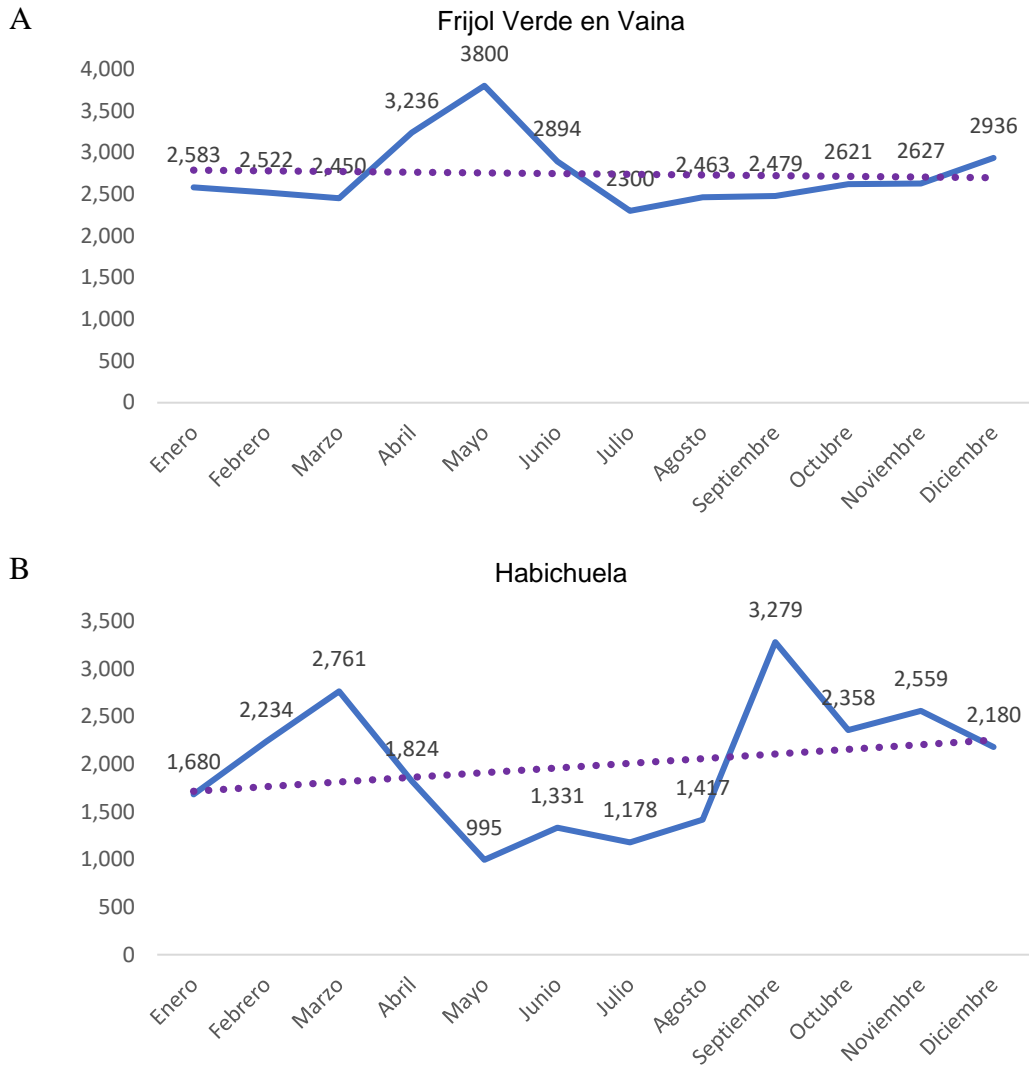 A
Frijol Verde en Vaina
3800
4,000
3,236
3,500
2894
2936
3,000
2,583
2,522
2,450
2300
2,463
2,479
2621
2627
2,500
2,000
1,500
1,000
500
0
Enero
Febrero
Marzo
Abril
Mayo
Junio
Julio
Agosto
Septiembre
Octubre
Noviembre
Diciembre
B
Habichuela
3,279
3,500
3,000
2,761
2,559
2,500
2,234
2,358
2,180
2,000
1,680
1,824
1,500
1,331
1,178
1,417
995
1,000
500
0
Enero
Febrero
Marzo
Abril
Mayo
Junio
Julio
Agosto
Septiembre
Octubre
Noviembre
Diciembre